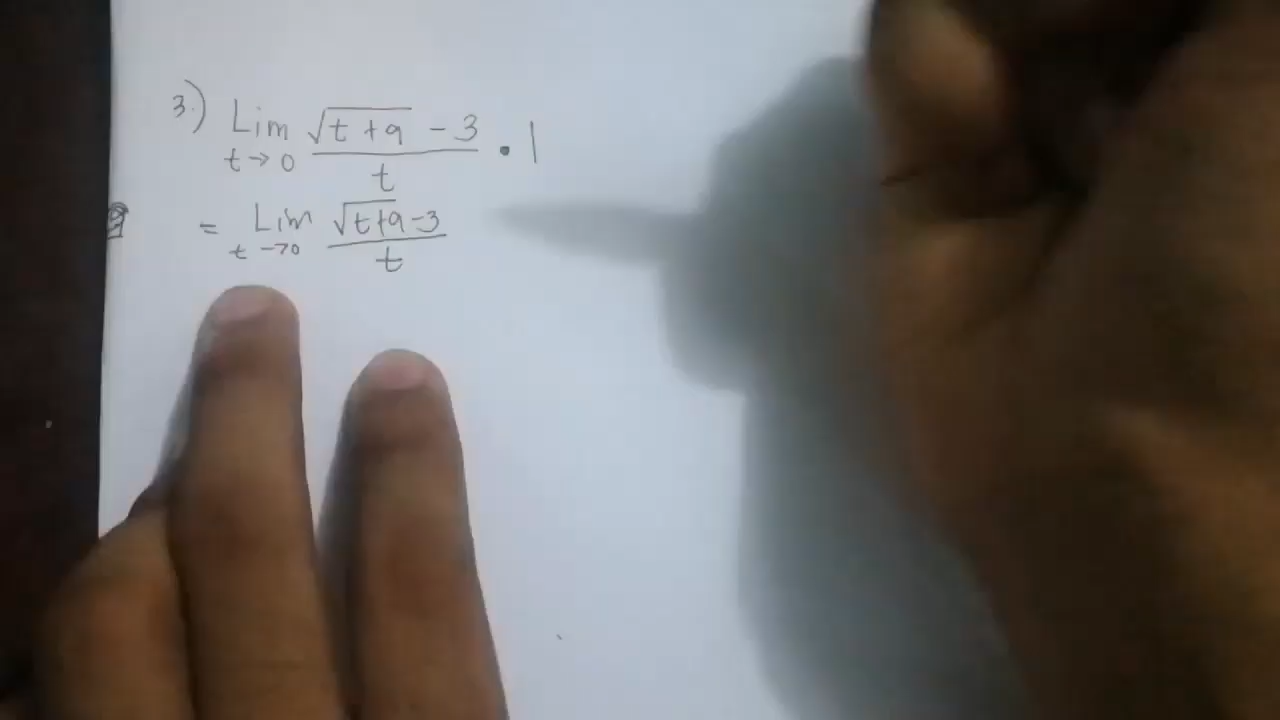 3.) Lim t→0 √(t+9) - 3 / t • 1
= Lim t→0 √(t+9) - 3 / t